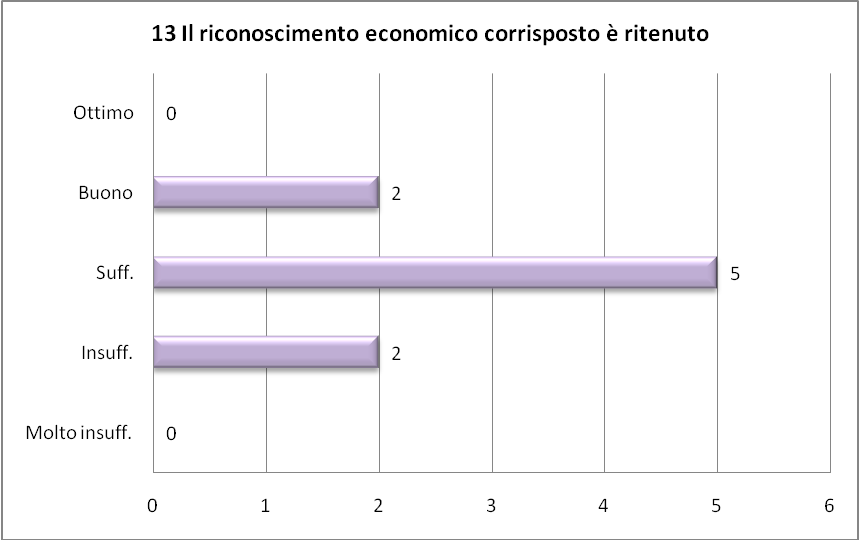 13 Il riconoscimento economico corrisposto è ritenuto
Ottimo 0
Buono 2
Suff. 5
Insuff. 2
Molto insuff. 0
0 1 2 3 4 5 6